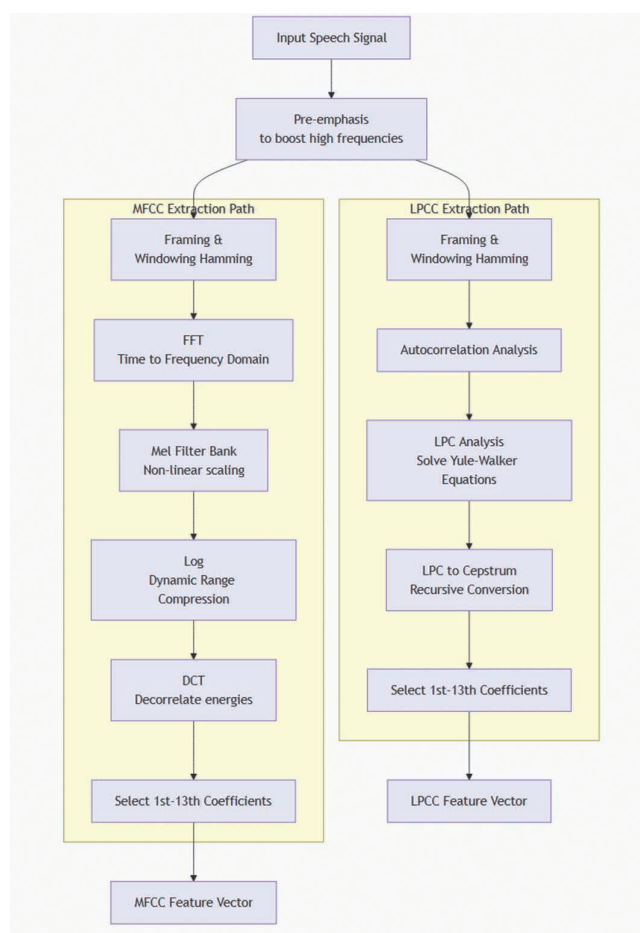 Input Speech Signal
Pre-emphasis
to boost high frequencies
MFCC Extraction Path
Framing &
Windowing Hamming
FFT
Time to Frequency Domain
Mel Filter Bank
Non-linear scaling
Log
Dynamic Range
Compression
DCT
Decorrelate energies
Select 1st-13th Coefficients
MFCC Feature Vector
LPCC Extraction Path
Framing &
Windowing Hamming
Autocorrelation Analysis
LPC Analysis
Solve Yule-Walker
Equations
LPC to Cepstrum
Recursive Conversion
Select 1st-13th Coefficients
LPCC Feature Vector